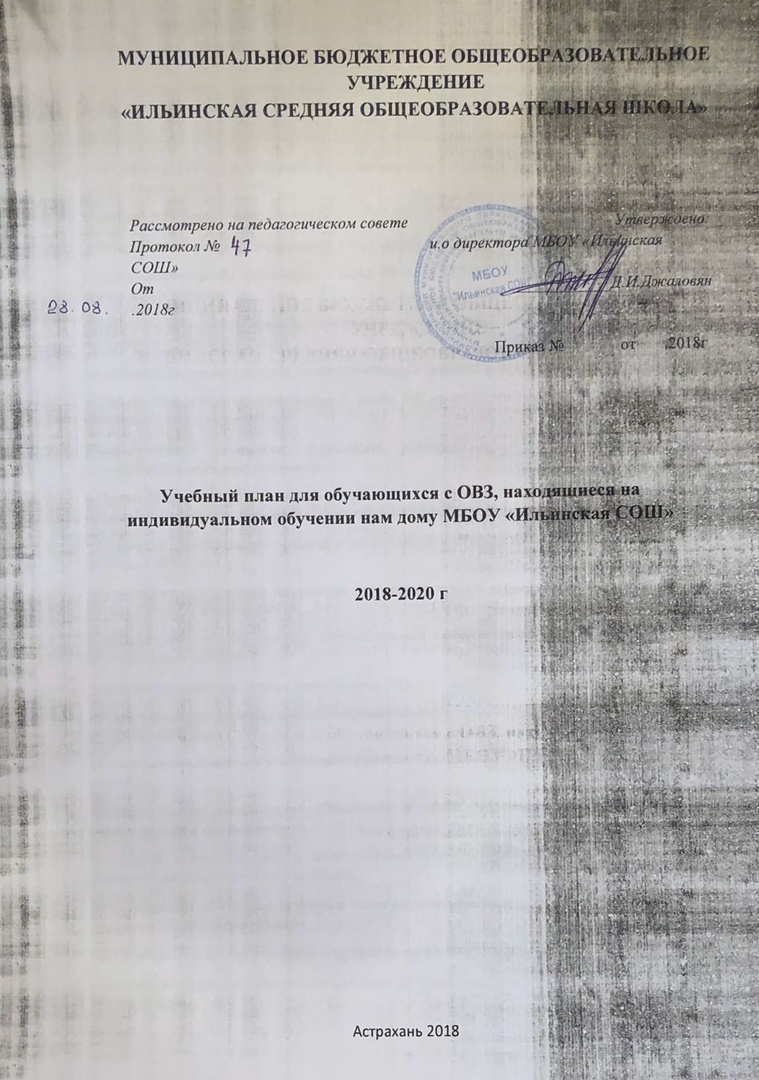 МУНИЦИПАЛЬНОЕ БЮДЖЕТНОЕ ОБЩЕОБРАЗОВАТЕЛЬНОЕ
УЧРЕЖДЕНИЕ
«ИЛЬИНСКАЯ СРЕДНЯЯ ОБЩЕОБРАЗОВАТЕЛЬНАЯ ШКОЛА»
Рассмотрено на педагогическом совете Утверждено:
Протокол № 47 и.о директора МБОУ «Ильинская
СОШ»
МБОУ
"Ильинская СОШ"
Д.И.Джаловян
От
28.08. .2018г
Приказ № от .2018г
Учебный план для обучающихся с ОВЗ, находящиеся на
индивидуальном обучении нам дому МБОУ «Ильинская СОШ»
2018-2020 г
Астрахань 2018